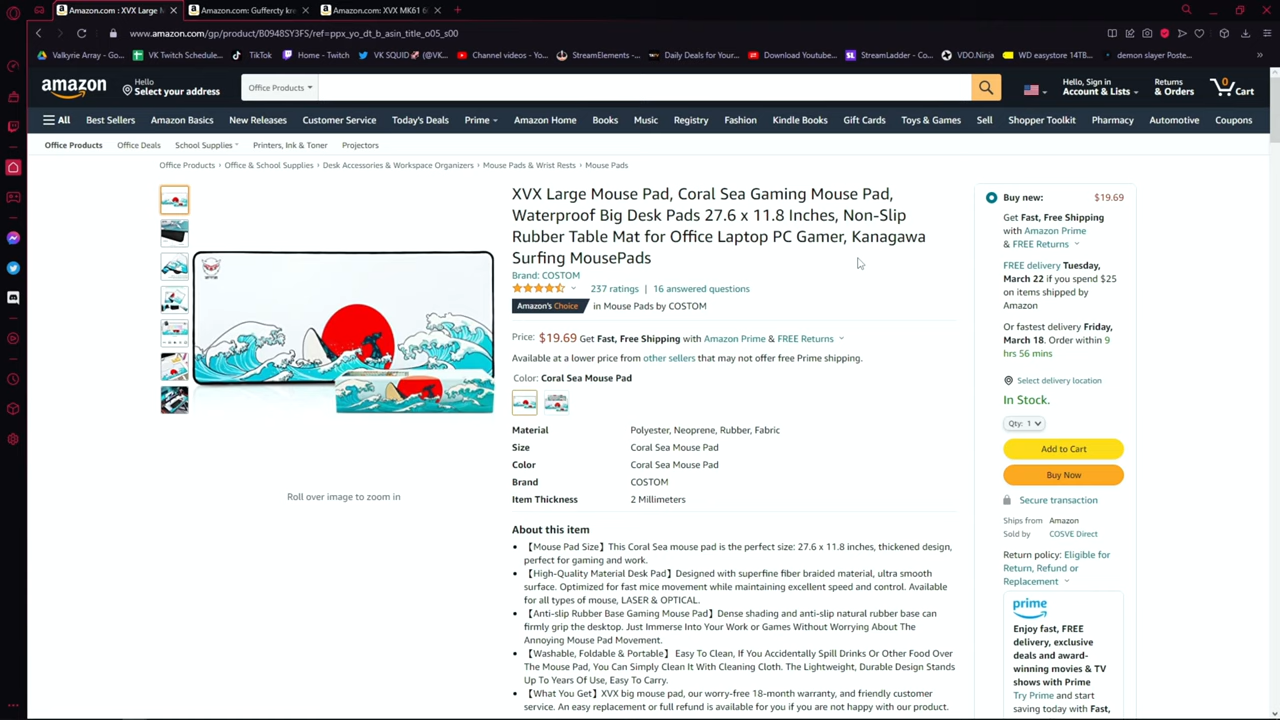 Amazon.com : XVX Large M
Amazon.com: Guffercty kre
Amazon.com: XVX MK61 6
www.amazon.com/gp/product/B0948SY3FS/ref=ppx_yo_dt_b_asin_title_o05_s00
Valkyrie Array - Go...
VK Twitch Schedule...
TikTok
Home - Twitch
VK SQUID 🚀 (@VK...
Channel videos - Yo...
StreamElements -...
Daily Deals for Your...
Download Youtube...
StreamLadder - Co...
VDO.Ninja
WD easystore 14TB...
demon slayer Poste...
amazon
Hello
Select your address
Office Products
Hello, Sign in
Account & Lists
Returns
& Orders
0
Cart
All
Best Sellers
Amazon Basics
New Releases
Customer Service
Today's Deals
Prime
Amazon Home
Books
Music
Registry
Fashion
Kindle Books
Gift Cards
Toys & Games
Sell
Shopper Toolkit
Pharmacy
Automotive
Coupons
Office Products
Office Deals
School Supplies
Printers, Ink & Toner
Projectors
Office Products › Office & School Supplies › Desk Accessories & Workspace Organizers › Mouse Pads & Wrist Rests › Mouse Pads
XVX Large Mouse Pad, Coral Sea Gaming Mouse Pad,
Waterproof Big Desk Pads 27.6 x 11.8 Inches, Non-Slip
Rubber Table Mat for Office Laptop PC Gamer, Kanagawa
Surfing MousePads
Brand: COSTOM
237 ratings | 16 answered questions
Amazon's Choice in Mouse Pads by COSTOM
Price: $19.69 Get Fast, Free Shipping with Amazon Prime & FREE Returns
Available at a lower price from other sellers that may not offer free Prime shipping.
Color: Coral Sea Mouse Pad
Material Polyester, Neoprene, Rubber, Fabric
Size Coral Sea Mouse Pad
Color Coral Sea Mouse Pad
Brand COSTOM
Item Thickness 2 Millimeters
Roll over image to zoom in
About this item
• 【Mouse Pad Size】This Coral Sea mouse pad is the perfect size: 27.6 x 11.8 inches, thickened design,
perfect for gaming and work.
• 【High-Quality Material Desk Pad】Designed with superfine fiber braided material, ultra smooth
surface. Optimized for fast mice movement while maintaining excellent speed and control. Available
for all types of mouse, LASER & OPTICAL.
• 【Anti-slip Rubber Base Gaming Mouse Pad】Dense shading and anti-slip natural rubber base can
firmly grip the desktop. Just Immerse Into Your Work or Games Without Worrying About The
Annoying Mouse Pad Movement.
• 【Washable, Foldable & Portable】 Easy To Clean, If You Accidentally Spill Drinks Or Other Food Over
The Mouse Pad, You Can Simply Clean It With Cleaning Cloth. The Lightweight, Durable Design Stands
Up To Years Of Use, Easy To Carry.
• 【What You Get】XVX big mouse pad, our worry-free 18-month warranty, and friendly customer
service. An easy replacement or full refund is available for you if you are not happy with our product.
Buy new: $19.69
Get Fast, Free Shipping
with Amazon Prime
& FREE Returns
FREE delivery Tuesday,
March 22 if you spend $25
on items shipped by
Amazon
Or fastest delivery Friday,
March 18. Order within 9
hrs 56 mins
Select delivery location
In Stock.
Qty: 1
Add to Cart
Buy Now
Secure transaction
Ships from Amazon
Sold by COSVE Direct
Return policy: Eligible for
Return, Refund or
Replacement
prime
Enjoy fast, FREE
delivery, exclusive
deals and award-
winning movies & TV
shows with Prime
Try Prime and start
saving today with Fast,